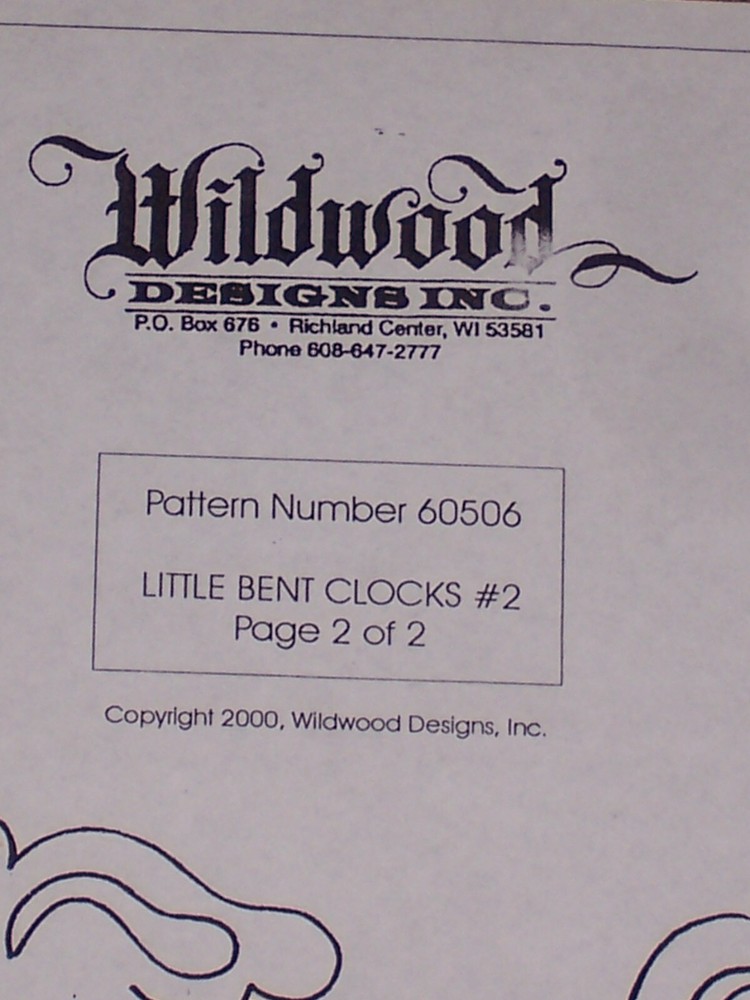 Wildwood
DESIGNS INC.
P.O. Box 676 • Richland Center, WI 53581
Phone 608-647-2777
Pattern Number 60506
LITTLE BENT CLOCKS #2
Page 2 of 2
Copyright 2000, Wildwood Designs, Inc.